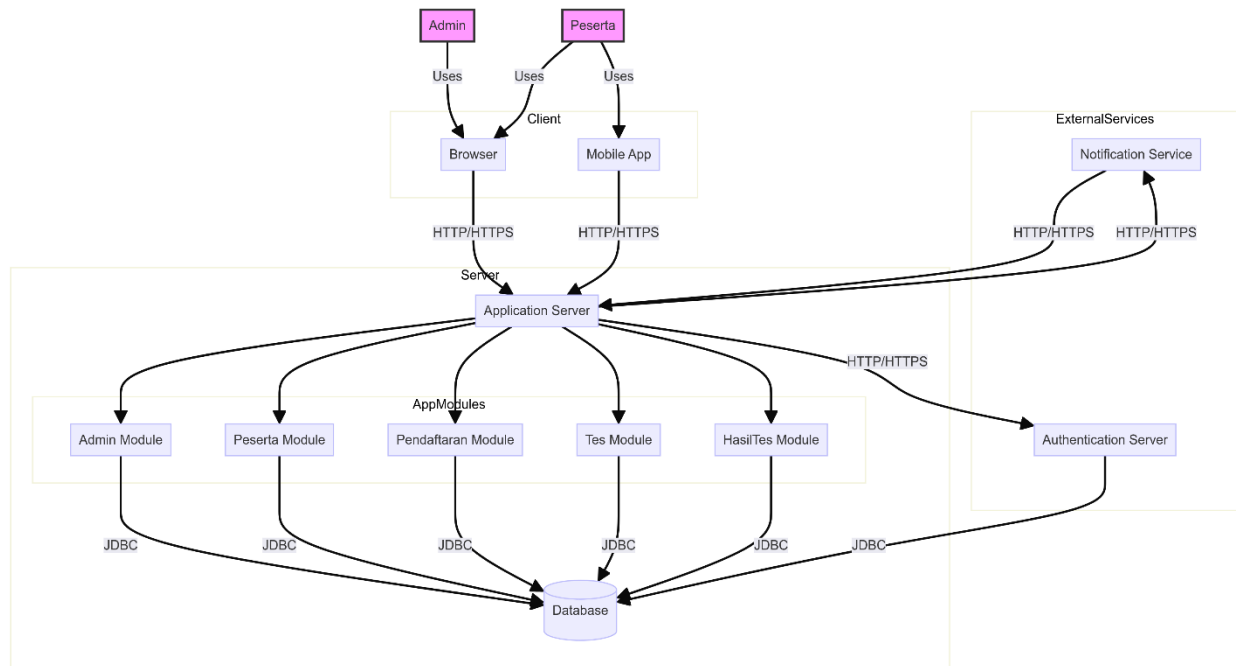 Admin
Peserta
Uses
Uses
Uses
Client
ExternalServices
Browser
Mobile App
Notification Service
HTTP/HTTPS
HTTP/HTTPS
HTTP/HTTPS
HTTP/HTTPS
Server
Application Server
HTTP/HTTPS
AppModules
Admin Module
Peserta Module
Pendaftaran Module
Tes Module
HasilTes Module
Authentication Server
JDBC
JDBC
JDBC
JDBC
JDBC
JDBC
Database